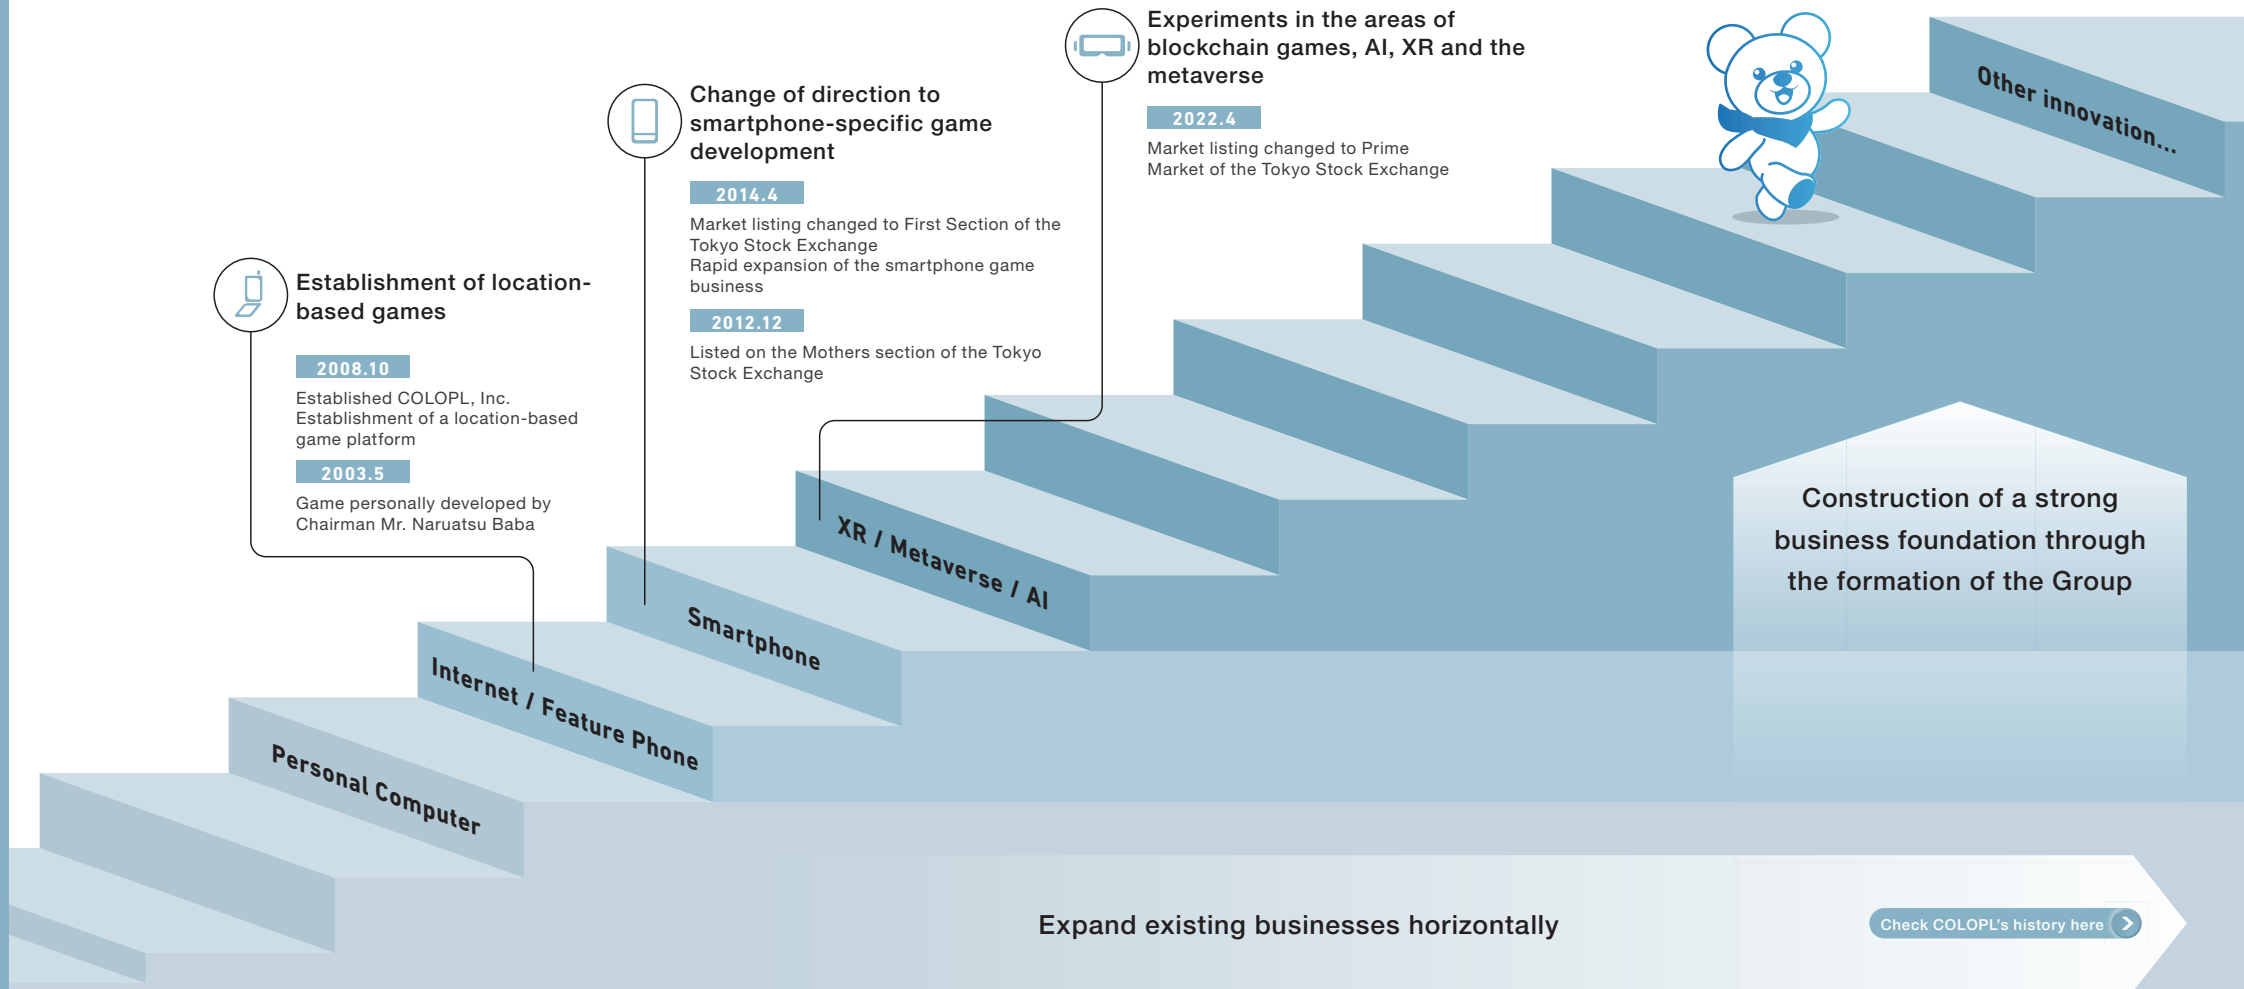 Establishment of location-
based games
2008.10
Established COLOPL, Inc.
Establishment of a location-based
game platform
2003.5
Game personally developed by
Chairman Mr. Naruatsu Baba
Change of direction to
smartphone-specific game
development
2014.4
Market listing changed to First Section of the
Tokyo Stock Exchange
Rapid expansion of the smartphone game
business
2012.12
Listed on the Mothers section of the Tokyo
Stock Exchange
Experiments in the areas of
blockchain games, AI, XR and the
metaverse
2022.4
Market listing changed to Prime
Market of the Tokyo Stock Exchange
Personal Computer
Internet / Feature Phone
Smartphone
XR / Metaverse / AI
Other innovation...
Construction of a strong
business foundation through
the formation of the Group
Expand existing businesses horizontally
Check COLOPL's history here